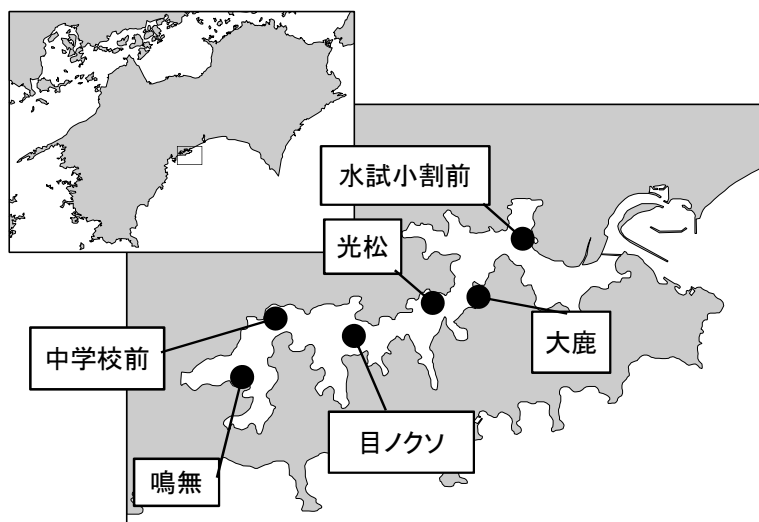 水試小割前
光松
大鹿
中学校前
目ノクソ
鳴無